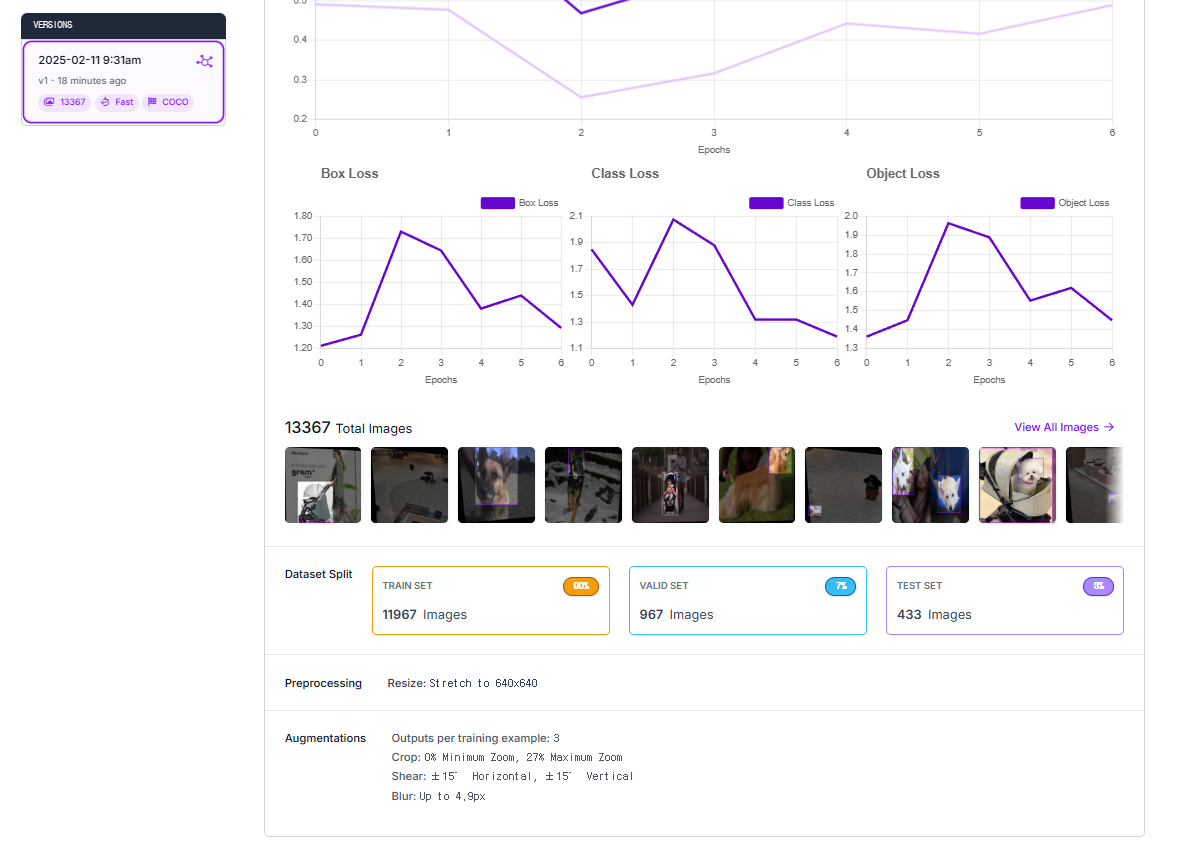 VERSIONS
2025-02-11 9:31am
v1 · 18 minutes ago
13367 Fast COCO
0.5
0.4
0.3
0.2
0 1 2 3 4 5 6
Epochs
Box Loss
Box Loss
1.80
1.70
1.60
1.50
1.40
1.30
1.20
0 1 2 3 4 5 6
Epochs
Class Loss
Class Loss
2.1
1.9
1.7
1.5
1.3
1.1
0 1 2 3 4 5 6
Epochs
Object Loss
Object Loss
2.0
1.9
1.8
1.7
1.6
1.5
1.4
1.3
0 1 2 3 4 5 6
Epochs
13367 Total Images
View All Images →
Dataset Split
TRAIN SET 90%
11967 Images
VALID SET 7%
967 Images
TEST SET
433 Images
Preprocessing
Resize: Stretch to 640x640
Augmentations
Outputs per training example: 3
Crop: 0% Minimum Zoom, 27% Maximum Zoom
Shear: ±15° Horizontal, ±15° Vertical
Blur: Up to 4.9px